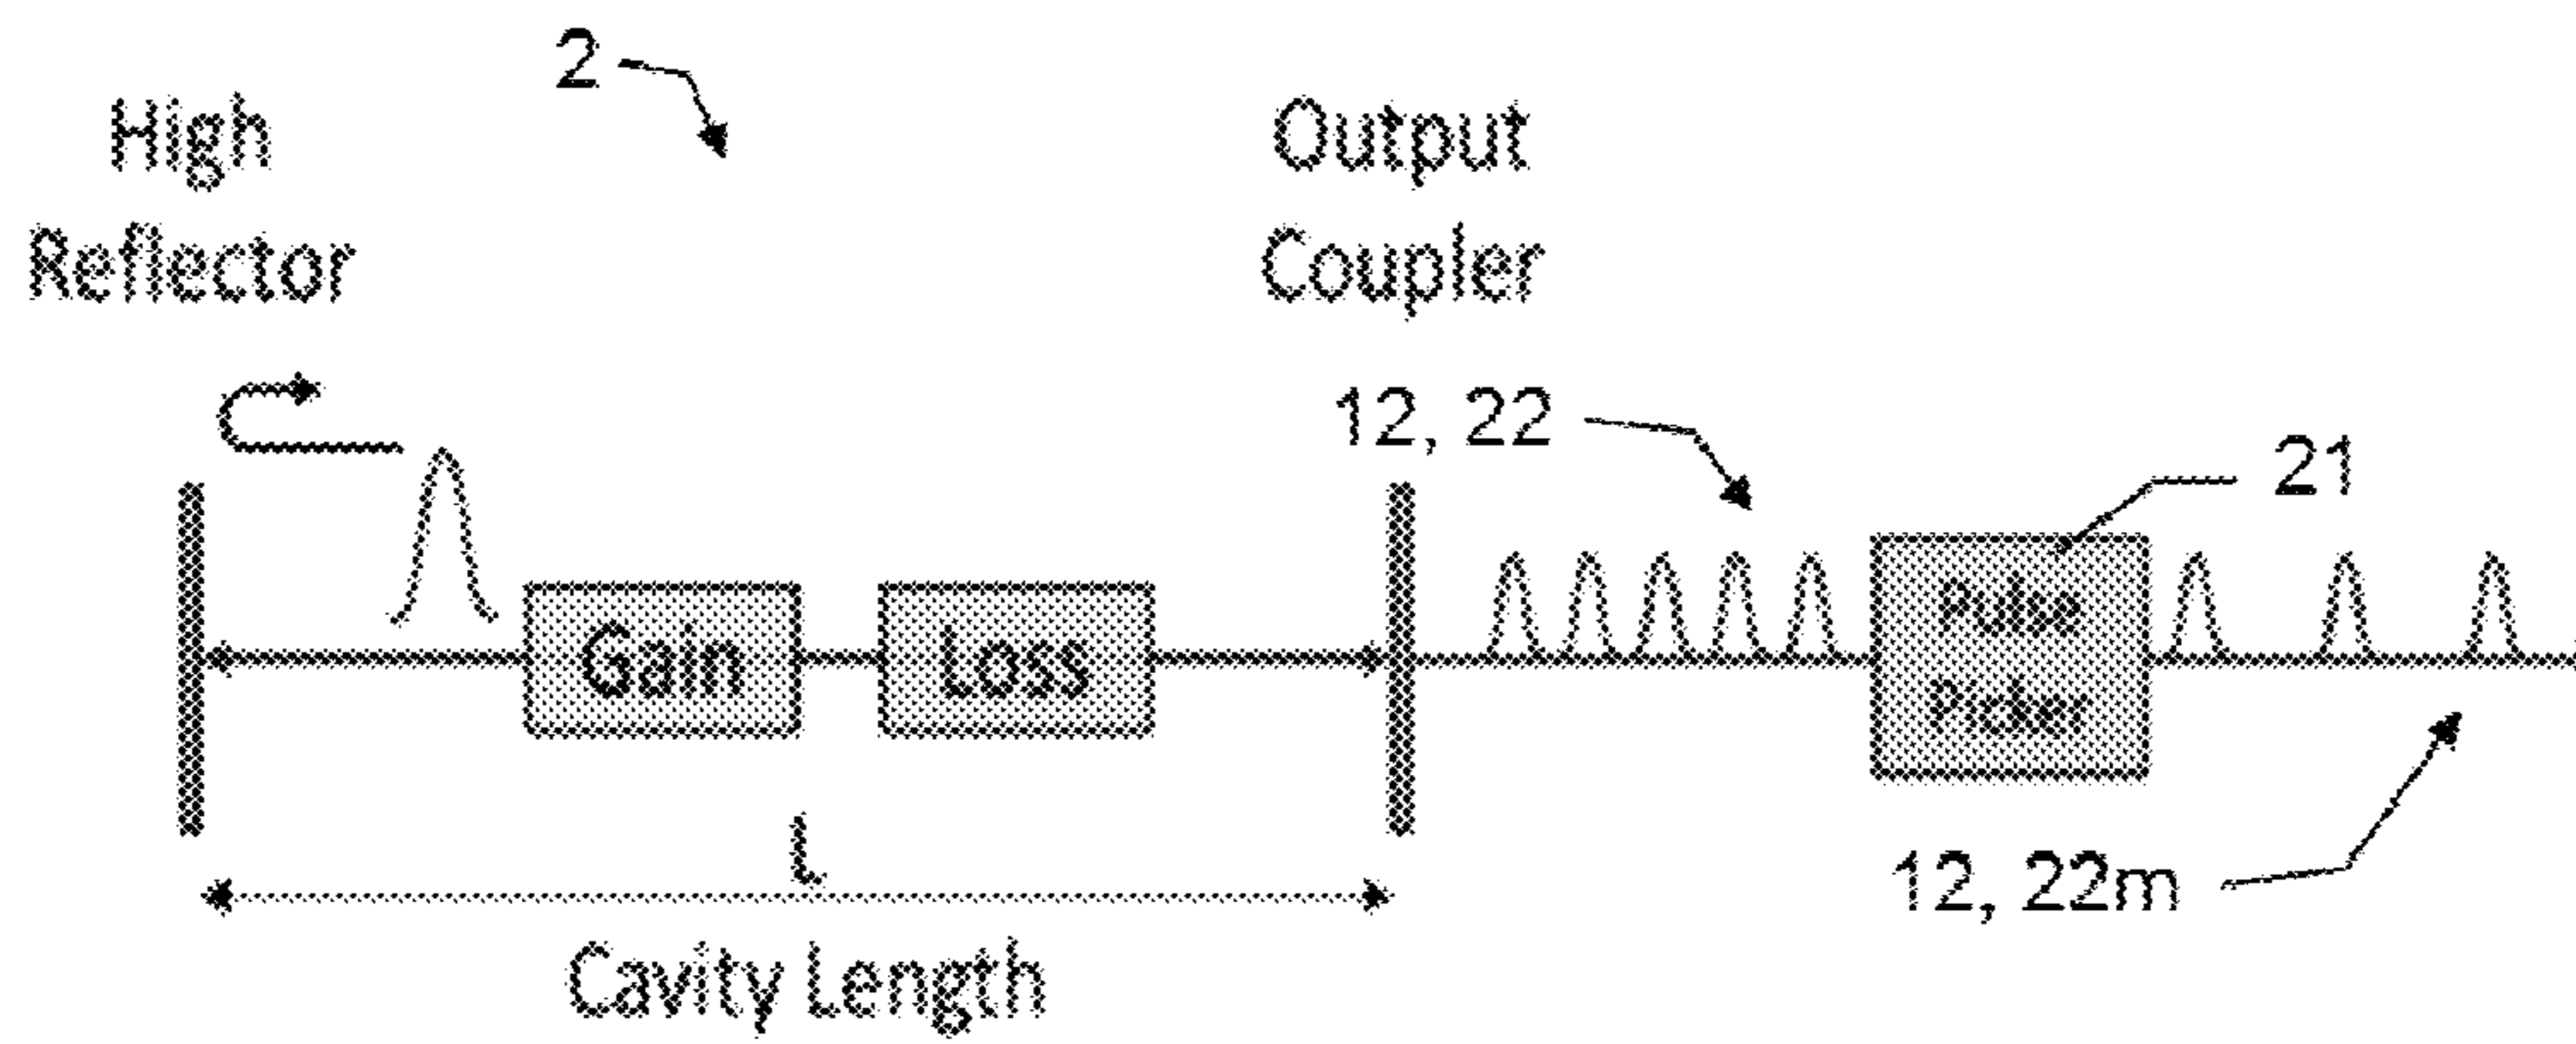 2
High
Reflector
Output
Coupler
12, 22
21
Gain
Loss
Pulse
Picker
L
12, 22m
Cavity Length